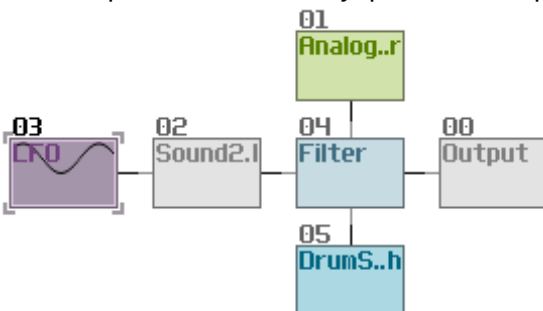 01
Analog..r
03
LFO
02
Sound2.l
04
Filter
00
Output
05
DrumS..h